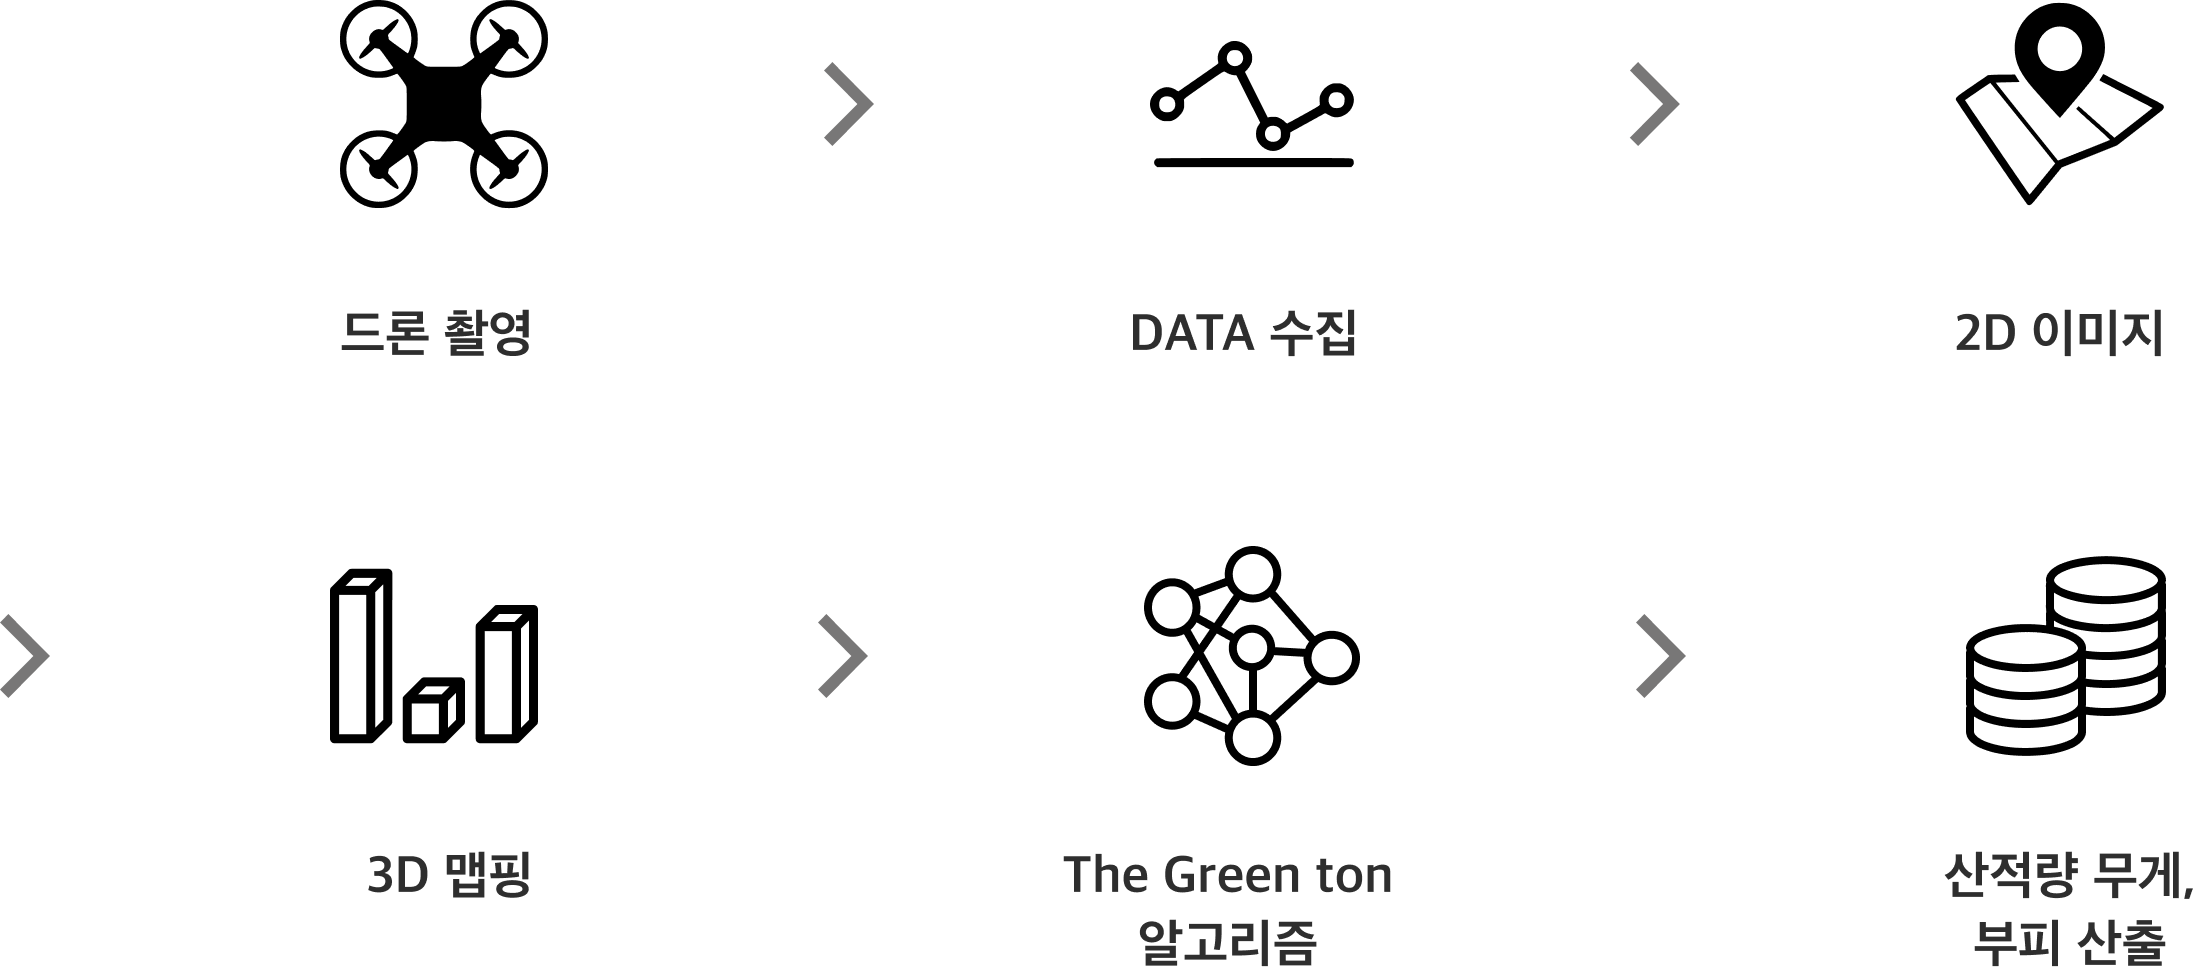 드론 촬영
DATA 수집
2D 이미지
3D 맵핑
The Green ton
알고리즘
산적량 무게,
부피 산출